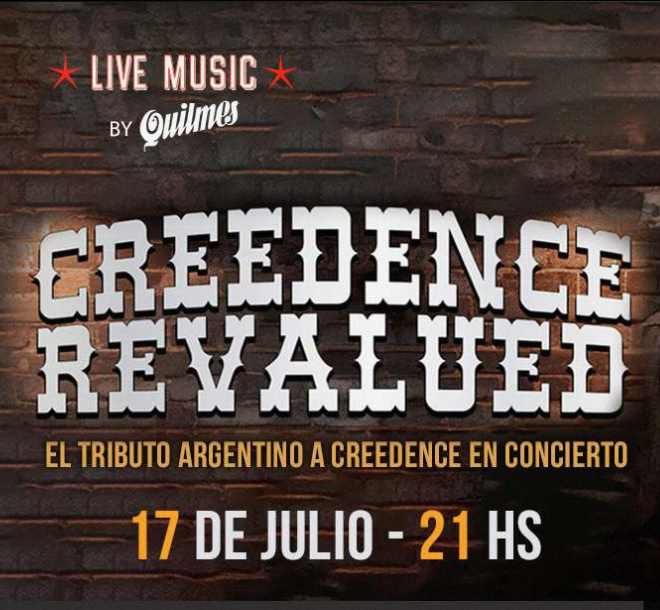 LIVE MUSIC
BY Quilmes
CREEDENCE
REVALUED
EL TRIBUTO ARGENTINO A CREEDENCE EN CONCIERTO
17 DE JULIO - 21 HS